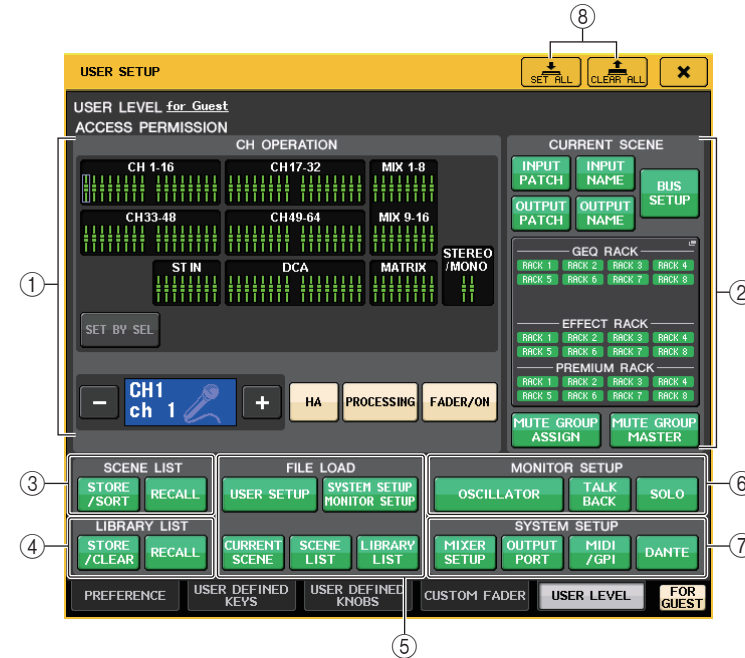 ⑧
USER SETUP
SET ALL
CLEAR ALL
USER LEVEL for Guest
ACCESS PERMISSION
①
CH OPERATION
CH 1-16
CH17-32
MIX 1-8
CH33-48
CH49-64
MIX 9-16
STEREO
/MONO
ST IN
DCA
MATRIX
SET BY SEL
−
CH1
ch 1
+
HA
PROCESSING
FADER/ON
②
CURRENT SCENE
INPUT
PATCH
INPUT
NAME
BUS
SETUP
OUTPUT
PATCH
OUTPUT
NAME
GEQ RACK
RACK 1 RACK 2 RACK 3 RACK 4
RACK 5 RACK 6 RACK 7 RACK 8
EFFECT RACK
RACK 1 RACK 2 RACK 3 RACK 4
RACK 5 RACK 6 RACK 7 RACK 8
PREMIUM RACK
RACK 1 RACK 2 RACK 3 RACK 4
RACK 5 RACK 6 RACK 7 RACK 8
MUTE GROUP
ASSIGN
MUTE GROUP
MASTER
③
SCENE LIST
STORE
/SORT
RECALL
④
LIBRARY LIST
STORE
/CLEAR
RECALL
FILE LOAD
USER SETUP
SYSTEM SETUP
MONITOR SETUP
CURRENT
SCENE
SCENE
LIST
LIBRARY
LIST
⑤
MONITOR SETUP
OSCILLATOR
TALK
BACK
SOLO
⑥
SYSTEM SETUP
MIXER
SETUP
OUTPUT
PORT
MIDI
/GPI
DANTE
⑦
PREFERENCE
USER DEFINED
KEYS
USER DEFINED
KNOBS
CUSTOM FADER
USER LEVEL
FOR
GUEST